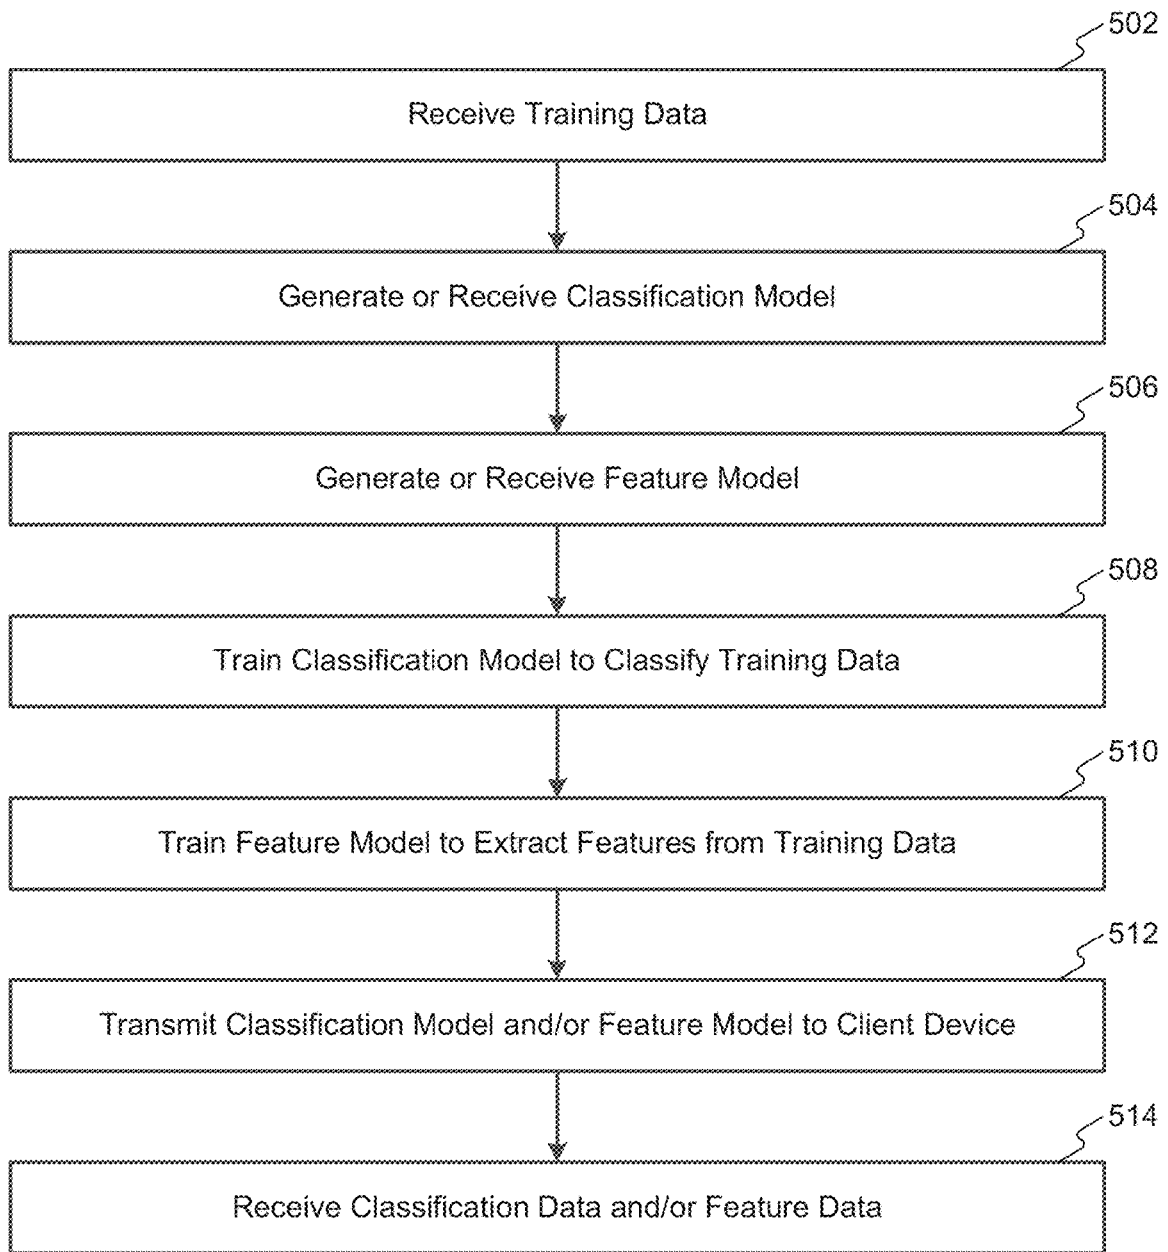 502
Receive Training Data
504
Generate or Receive Classification Model
506
Generate or Receive Feature Model
508
Train Classification Model to Classify Training Data
510
Train Feature Model to Extract Features from Training Data
512
Transmit Classification Model and/or Feature Model to Client Device
514
Receive Classification Data and/or Feature Data